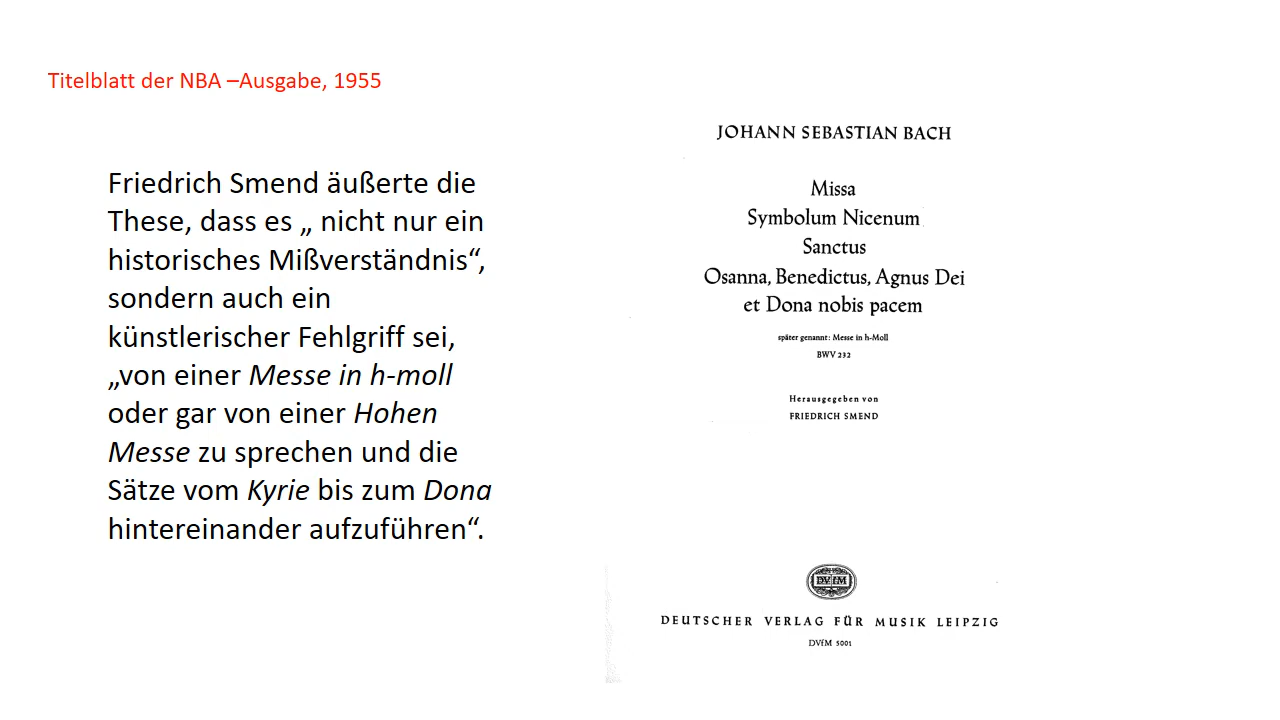 Titelblatt der NBA –Ausgabe, 1955
Friedrich Smend äußerte die
These, dass es „ nicht nur ein
historisches Mißverständnis“,
sondern auch ein
künstlerischer Fehlgriff sei,
„von einer Messe in h-moll
oder gar von einer Hohen
Messe zu sprechen und die
Sätze vom Kyrie bis zum Dona
hintereinander aufzuführen“.
JOHANN SEBASTIAN BACH
Missa
Symbolum Nicenum
Sanctus
Osanna, Benedictus, Agnus Dei
et Dona nobis pacem
später genannt: Messe in h-Moll
BWV 232
Herausgegeben von
FRIEDRICH SMEND
DVfM
DEUTSCHER VERLAG FÜR MUSIK LEIPZIG
DVfM 5001